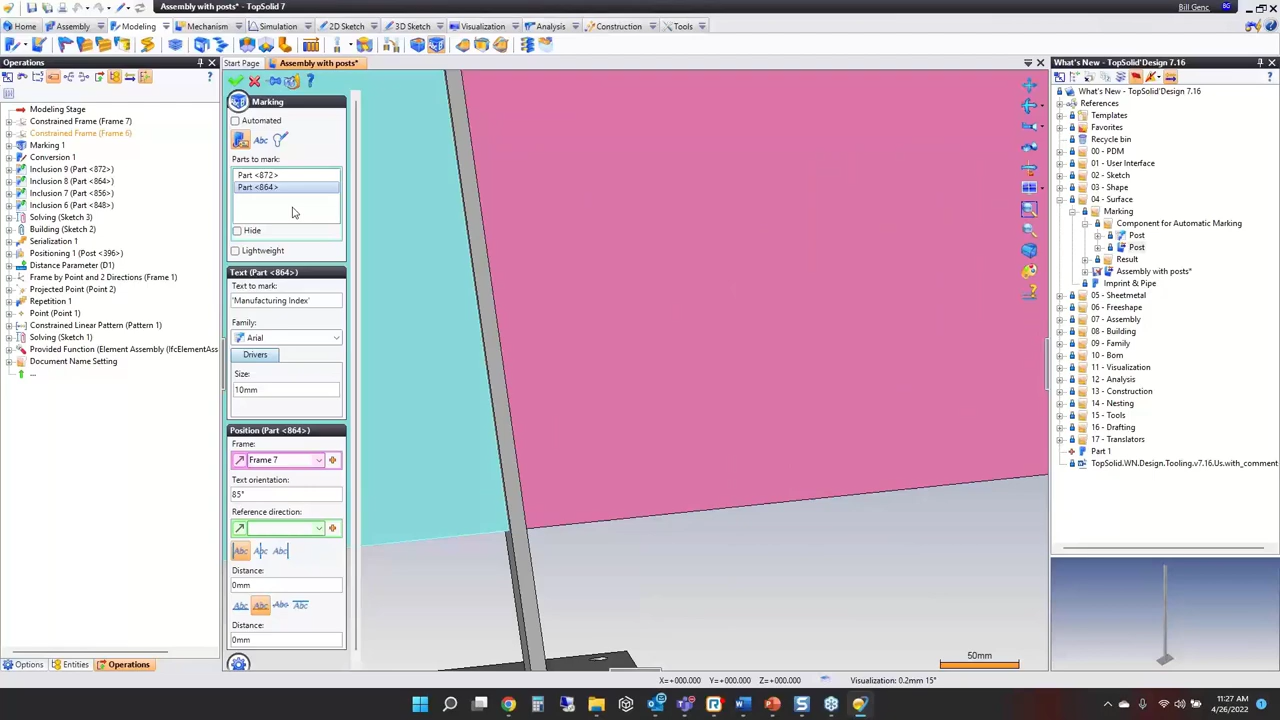 Assembly with posts* - TopSolid 7
Bill Genc
BG
Home
Assembly
Modeling
Mechanism
Simulation
2D Sketch
3D Sketch
Visualization
Analysis
Construction
Tools
Operations
Start Page
Assembly with posts*
What's New - TopSolid'Design 7.16
Modeling Stage
Constrained Frame (Frame 7)
Constrained Frame (Frame 6)
Marking 1
Conversion 1
Inclusion 9 (Part <872>)
Inclusion 8 (Part <864>)
Inclusion 7 (Part <856>)
Inclusion 6 (Part <848>)
Solving (Sketch 3)
Building (Sketch 2)
Serialization 1
Positioning 1 (Post <396>)
Distance Parameter (D1)
Frame by Point and 2 Directions (Frame 1)
Projected Point (Point 2)
Repetition 1
Point (Point 1)
Constrained Linear Pattern (Pattern 1)
Solving (Sketch 1)
Provided Function (Element Assembly (IfcElementAss
Document Name Setting
...
Options
Entities
Operations
Marking
Automated
Abc
Parts to mark:
Part <872>
Part <864>
Hide
Lightweight
Text (Part <864>)
Text to mark:
'Manufacturing Index'
Family:
Arial
Drivers
Size:
10mm
Position (Part <864>)
Frame:
Frame 7
Text orientation:
85°
Reference direction:
Abc Abc Abc
Distance:
0mm
Abc Abc Abc Abc
Distance:
0mm
50mm
X=+000.000 Y=+000.000 Z=+000.000
Visualization: 0.2mm 15°
What's New - TopSolid'Design 7.16
References
Templates
Favorites
Recycle bin
00 - PDM
01 - User Interface
02 - Sketch
03 - Shape
04 - Surface
Marking
Component for Automatic Marking
Post
Post
Result
Assembly with posts*
Imprint & Pipe
05 - Sheetmetal
06 - Freeshape
07 - Assembly
08 - Building
09 - Family
10 - Bom
11 - Visualization
12 - Analysis
13 - Construction
14 - Nesting
15 - Tools
16 - Drafting
17 - Translators
Part 1
TopSolid.WN.Design.Tooling.v7.16.Us.with_comment
11:27 AM
4/26/2022